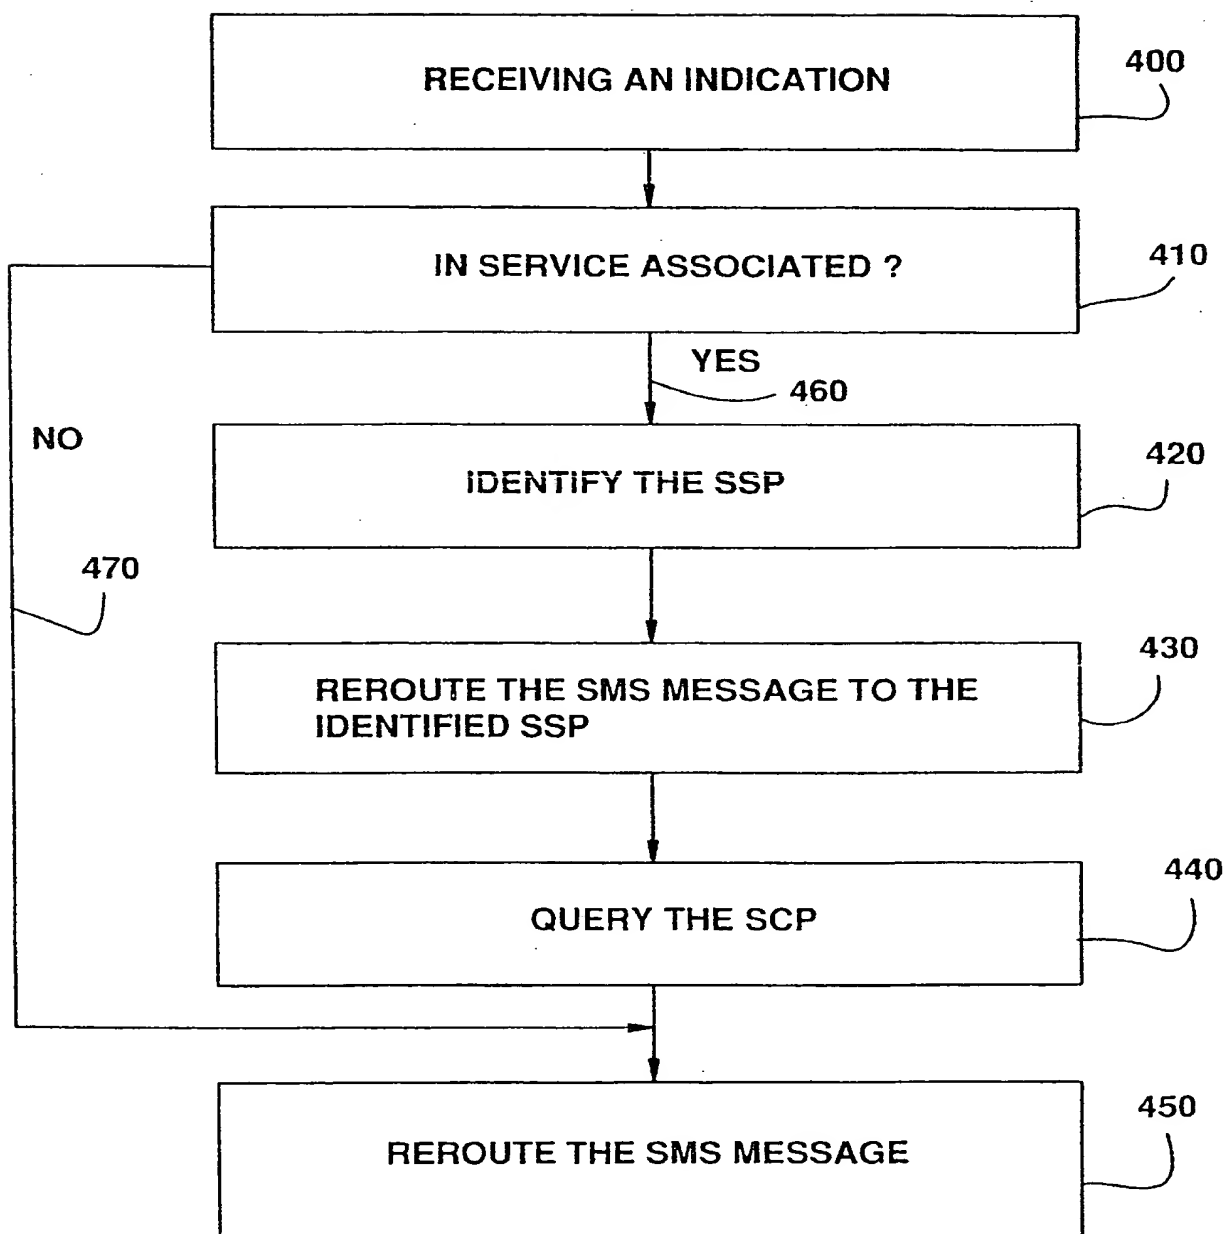 RECEIVING AN INDICATION
400
IN SERVICE ASSOCIATED ?
410
YES
460
NO
IDENTIFY THE SSP
420
470
REROUTE THE SMS MESSAGE TO THE
IDENTIFIED SSP
430
QUERY THE SCP
440
REROUTE THE SMS MESSAGE
450